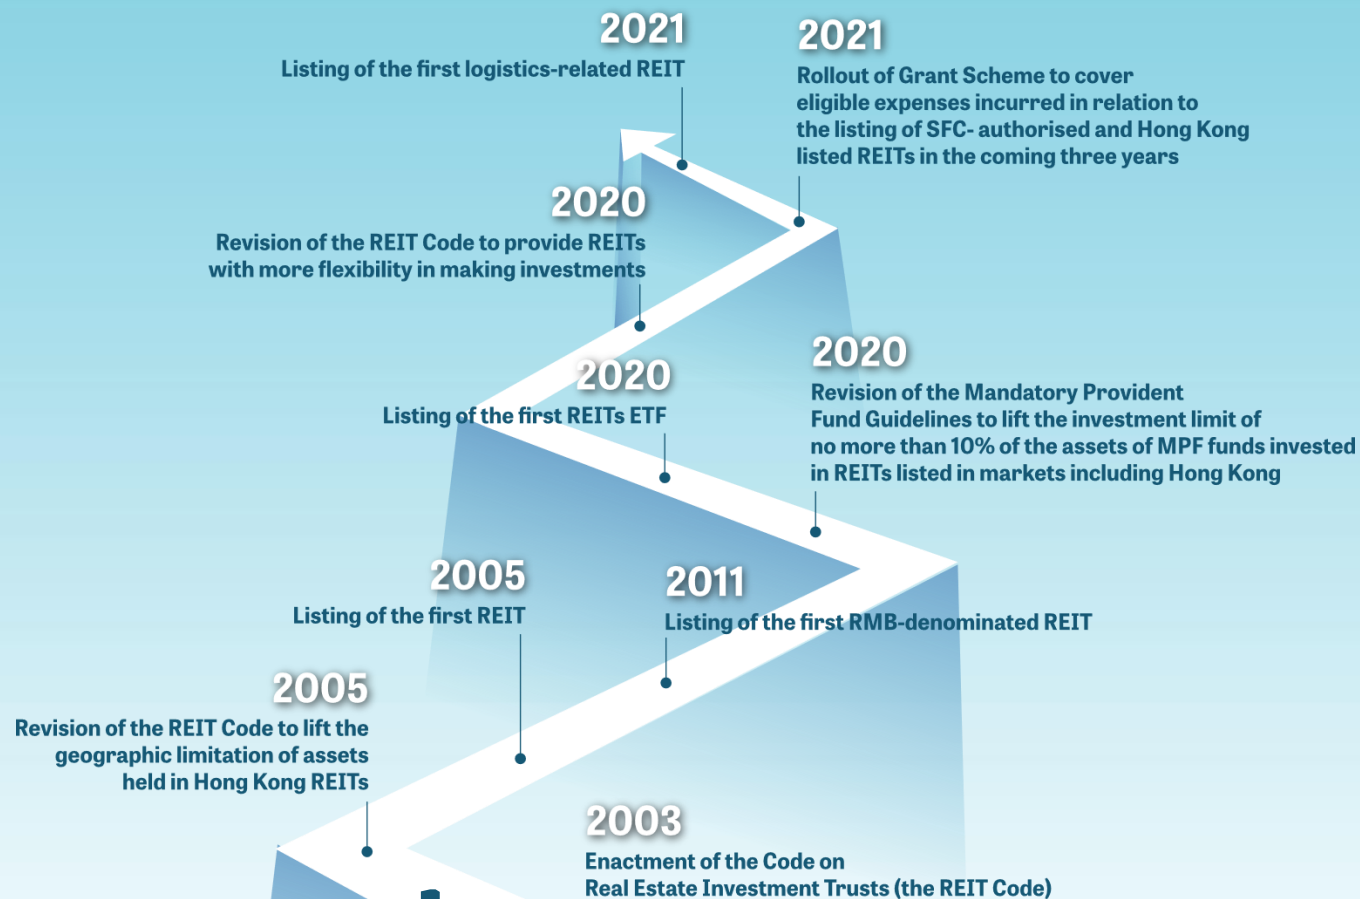 2021
Listing of the first logistics-related REIT
2021
Rollout of Grant Scheme to cover
eligible expenses incurred in relation to
the listing of SFC- authorised and Hong Kong
listed REITs in the coming three years
2020
Revision of the REIT Code to provide REITs
with more flexibility in making investments
2020
Listing of the first REITs ETF
2020
Revision of the Mandatory Provident
Fund Guidelines to lift the investment limit of
no more than 10% of the assets of MPF funds invested
in REITs listed in markets including Hong Kong
2005
Listing of the first REIT
2011
Listing of the first RMB-denominated REIT
2005
Revision of the REIT Code to lift the
geographic limitation of assets
held in Hong Kong REITs
2003
Enactment of the Code on
Real Estate Investment Trusts (the REIT Code)